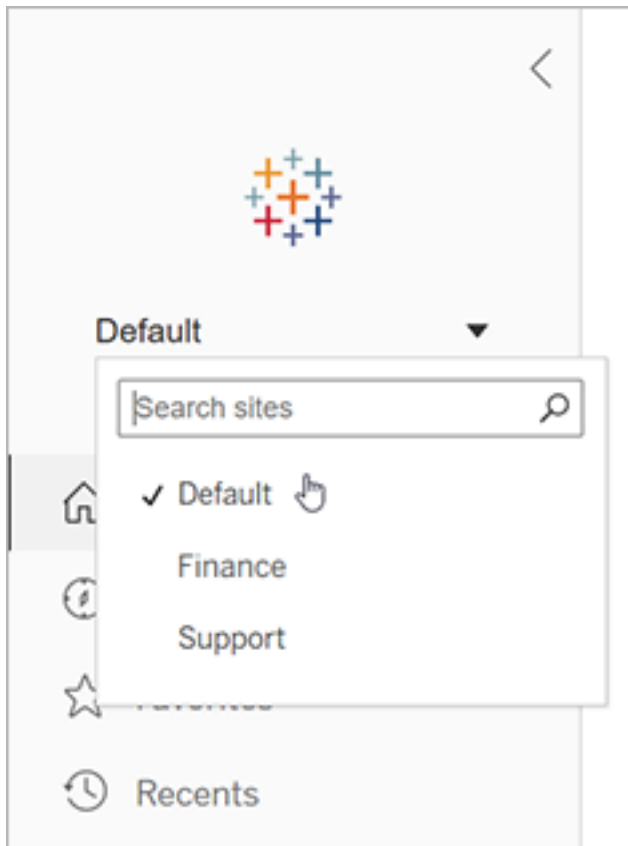 Default
Search sites
Default
Finance
Support
Recents